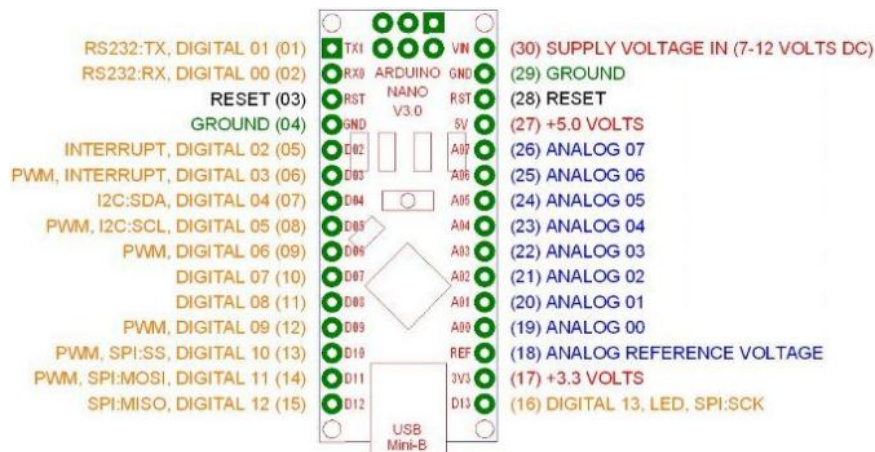 RS232:TX, DIGITAL 01 (01)
RS232:RX, DIGITAL 00 (02)
RESET (03)
GROUND (04)
INTERRUPT, DIGITAL 02 (05)
PWM, INTERRUPT, DIGITAL 03 (06)
I2C:SDA, DIGITAL 04 (07)
PWM, I2C:SCL, DIGITAL 05 (08)
PWM, DIGITAL 06 (09)
DIGITAL 07 (10)
DIGITAL 08 (11)
PWM, DIGITAL 09 (12)
PWM, SPI:SS, DIGITAL 10 (13)
PWM, SPI:MOSI, DIGITAL 11 (14)
SPI:MISO, DIGITAL 12 (15)
TX1
RX0
RST
GND
D02
D03
D04
D05
D06
D07
D08
D09
D10
D11
D12
ARDUINO
NANO
V3.0
USB
Mini-B
VIN
GND
RST
5V
A07
A06
A05
A04
A03
A02
A01
A00
REF
3V3
D13
(30) SUPPLY VOLTAGE IN (7-12 VOLTS DC)
(29) GROUND
(28) RESET
(27) +5.0 VOLTS
(26) ANALOG 07
(25) ANALOG 06
(24) ANALOG 05
(23) ANALOG 04
(22) ANALOG 03
(21) ANALOG 02
(20) ANALOG 01
(19) ANALOG 00
(18) ANALOG REFERENCE VOLTAGE
(17) +3.3 VOLTS
(16) DIGITAL 13, LED, SPI:SCK